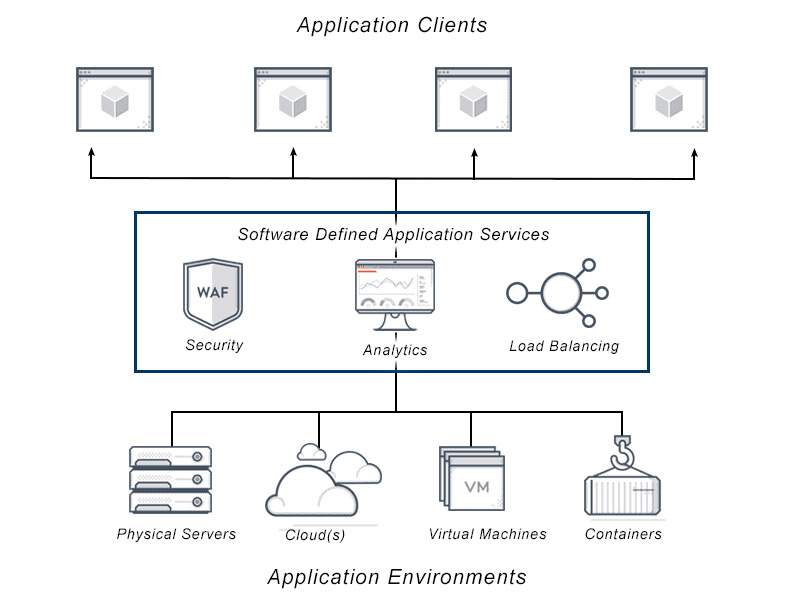 Application Clients
Software Defined Application Services
WAF
Security
Analytics
Load Balancing
VM
Physical Servers
Cloud(s)
Virtual Machines
Containers
Application Environments